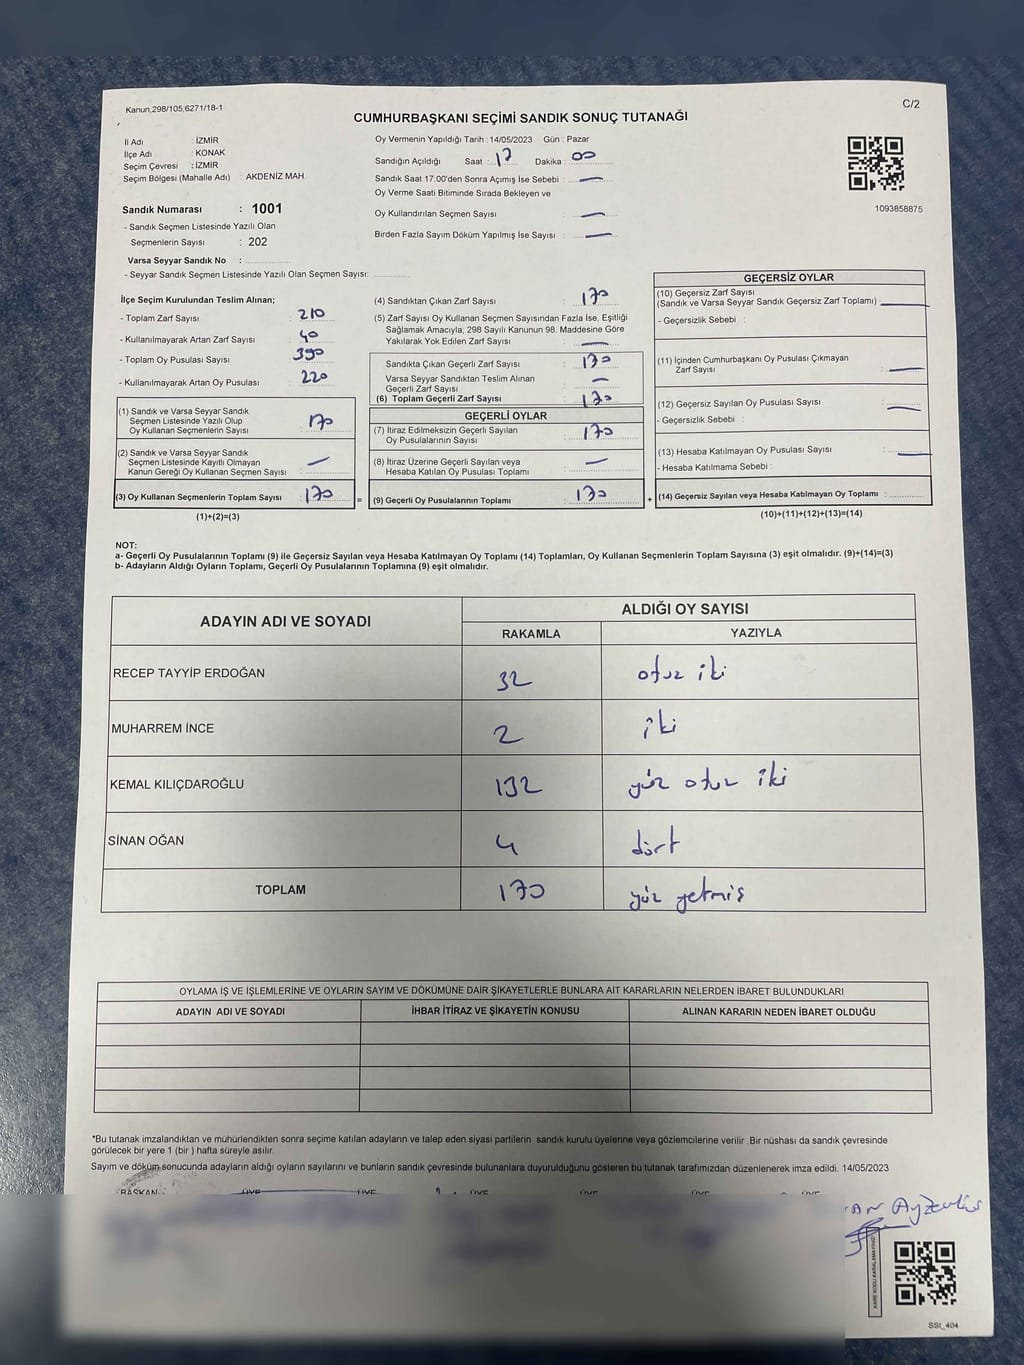 Kanun,298/105,6271/18-1
C/2
CUMHURBAŞKANI SEÇİMİ SANDIK SONUÇ TUTANAĞI
İl Adı : İZMİR
İlçe Adı : KONAK
Seçim Çevresi : İZMİR
Seçim Bölgesi (Mahalle Adı) : AKDENİZ MAH.
Oy Vermenin Yapıldığı Tarih : 14/05/2023 Gün : Pazar
Sandığın Açıldığı Saat : 17 Dakika : 00
Sandık Saat 17:00'den Sonra Açımış İse Sebebi : —
Oy Verme Saati Bitiminde Sırada Bekleyen ve
Oy Kullandırılan Seçmen Sayısı : —
Birden Fazla Sayım Döküm Yapılmış İse Sayısı : —
1093858875
Sandık Numarası : 1001
- Sandık Seçmen Listesinde Yazılı Olan
Seçmenlerin Sayısı : 202
Varsa Seyyar Sandık No :
- Seyyar Sandık Seçmen Listesinde Yazılı Olan Seçmen Sayısı:
İlçe Seçim Kurulundan Teslim Alınan;
- Toplam Zarf Sayısı : 210
- Kullanılmayarak Artan Zarf Sayısı : 40
- Toplam Oy Pusulası Sayısı : 390
- Kullanılmayarak Artan Oy Pusulası : 220
(1) Sandık ve Varsa Seyyar Sandık
Seçmen Listesinde Yazılı Olup
Oy Kullanan Seçmenlerin Sayısı : 170
(2) Sandık ve Varsa Seyyar Sandık
Seçmen Listesinde Kayıtlı Olmayan
Kanun Gereği Oy Kullanan Seçmen Sayısı : —
(3) Oy Kullanan Seçmenlerin Toplam Sayısı : 170
(1)+(2)=(3)
(4) Sandıktan Çıkan Zarf Sayısı : 170
(5) Zarf Sayısı Oy Kullanan Seçmen Sayısından Fazla İse, Eşitliği
Sağlamak Amacıyla, 298 Sayılı Kanunun 98. Maddesine Göre
Yakılarak Yok Edilen Zarf Sayısı : —
Sandıkta Çıkan Geçerli Zarf Sayısı : 170
Varsa Seyyar Sandıktan Teslim Alınan
Geçerli Zarf Sayısı : —
(6) Toplam Geçerli Zarf Sayısı : 170
GEÇERLİ OYLAR
(7) İtiraz Edilmeksizin Geçerli Sayılan
Oy Pusulalarının Sayısı : 170
(8) İtiraz Üzerine Geçerli Sayılan veya
Hesaba Katılan Oy Pusulası Toplamı : —
= (9) Geçerli Oy Pusulalarının Toplamı : 170
GEÇERSİZ OYLAR
(10) Geçersiz Zarf Sayısı
(Sandık ve Varsa Seyyar Sandık Geçersiz Zarf Toplamı) : —
- Geçersizlik Sebebi :
(11) İçinden Cumhurbaşkanı Oy Pusulası Çıkmayan
Zarf Sayısı : —
(12) Geçersiz Sayılan Oy Pusulası Sayısı : —
- Geçersizlik Sebebi :
(13) Hesaba Katılmayan Oy Pusulası Sayısı : —
- Hesaba Katılmama Sebebi :
+ (14) Geçersiz Sayılan veya Hesaba Katılmayan Oy Toplamı :
(10)+(11)+(12)+(13)=(14)
NOT:
a- Geçerli Oy Pusulalarının Toplamı (9) ile Geçersiz Sayılan veya Hesaba Katılmayan Oy Toplamı (14) Toplamları, Oy Kullanan Seçmenlerin Toplam Sayısına (3) eşit olmalıdır. (9)+(14)=(3)
b- Adayların Aldığı Oyların Toplamı, Geçerli Oy Pusulalarının Toplamına (9) eşit olmalıdır.
ADAYIN ADI VE SOYADI
ALDIĞI OY SAYISI
RAKAMLA YAZIYLA
RECEP TAYYİP ERDOĞAN 32 otuz iki
MUHARREM İNCE 2 iki
KEMAL KILIÇDAROĞLU 132 yüz otuz iki
SİNAN OĞAN 4 dört
TOPLAM 170 yüz yetmiş
OYLAMA İŞ VE İŞLEMLERİNE VE OYLARIN SAYIM VE DÖKÜMÜNE DAİR ŞİKAYETLERLE BUNLARA AİT KARARLARIN NELERDEN İBARET BULUNDUKLARI
ADAYIN ADI VE SOYADI İHBAR İTİRAZ VE ŞİKAYETİN KONUSU ALINAN KARARIN NEDEN İBARET OLDUĞU
*Bu tutanak imzalandıktan ve mühürlendikten sonra seçime katılan adayların ve talep eden siyasi partilerin sandık kurulu üyelerine veya gözlemcilerine verilir .Bir nüshası da sandık çevresinde
görülecek bir yere 1 (bir ) hafta süreyle asılır.
Sayım ve döküm sonucunda adayların aldığı oyların sayılarını ve bunların sandık çevresinde bulunanlara duyurulduğunu gösteren bu tutanak tarafımızdan düzenlenerek imza edildi. 14/05/2023
BAŞKAN ÜYE ÜYE ÜYE ÜYE ÜYE ÜYE
KARE KODU KARALAMAYINIZ
SSI_404